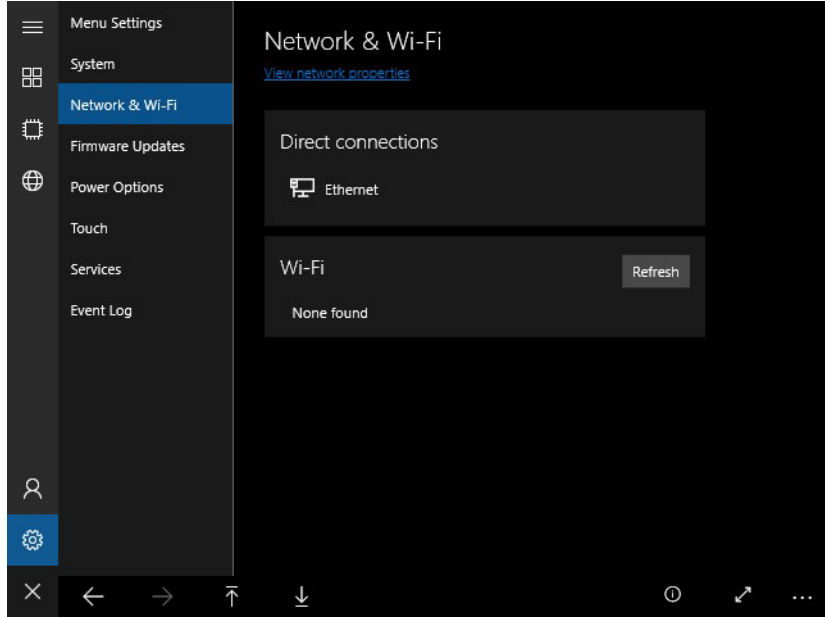 Menu Settings
System
Network & Wi-Fi
Firmware Updates
Power Options
Touch
Services
Event Log
Network & Wi-Fi
View network properties
Direct connections
Ethernet
Wi-Fi
Refresh
None found